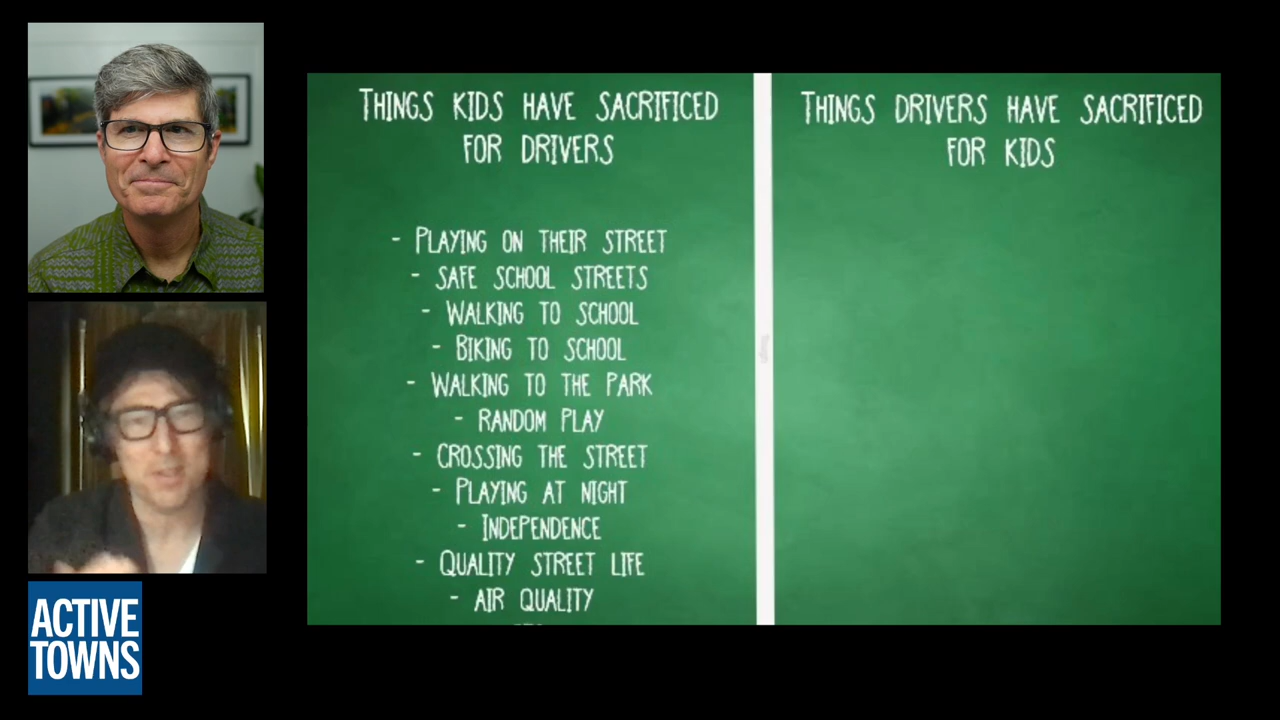 THINGS KIDS HAVE SACRIFICED
FOR DRIVERS
- PLAYING ON THEIR STREET
- SAFE SCHOOL STREETS
- WALKING TO SCHOOL
- BIKING TO SCHOOL
- WALKING TO THE PARK
- RANDOM PLAY
- CROSSING THE STREET
- PLAYING AT NIGHT
- INDEPENDENCE
- QUALITY STREET LIFE
- AIR QUALITY
THINGS DRIVERS HAVE SACRIFICED
FOR KIDS
ACTIVE
TOWNS